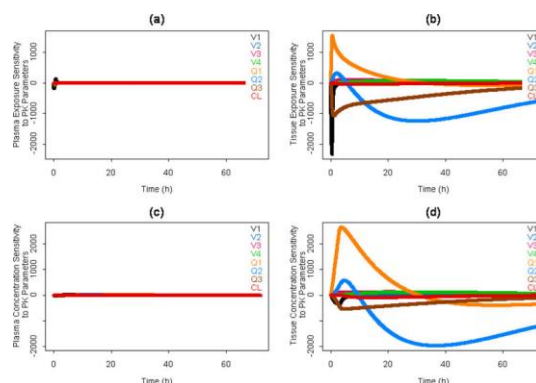 (a)
Plasma Exposure Sensitivity
to PK Parameters
1000
0
-1000
-2000
V1
V2
V3
V4
Q1
Q2
Q3
CL
0
20
40
60
Time (h)
(b)
Tissue Exposure Sensitivity
to PK Parameters
1000
0
-1000
-2000
V1
V2
V3
V4
Q1
Q2
Q3
CL
0
20
40
60
Time (h)
(c)
Plasma Concentration Sensitivity
to PK Parameters
2000
1000
0
-2000
V1
V2
V3
V4
Q1
Q2
Q3
CL
0
20
40
60
Time (h)
(d)
Tissue Concentration Sensitivity
to PK Parameters
2000
1000
0
-2000
V1
V2
V3
V4
Q1
Q2
Q3
CL
0
20
40
60
Time (h)